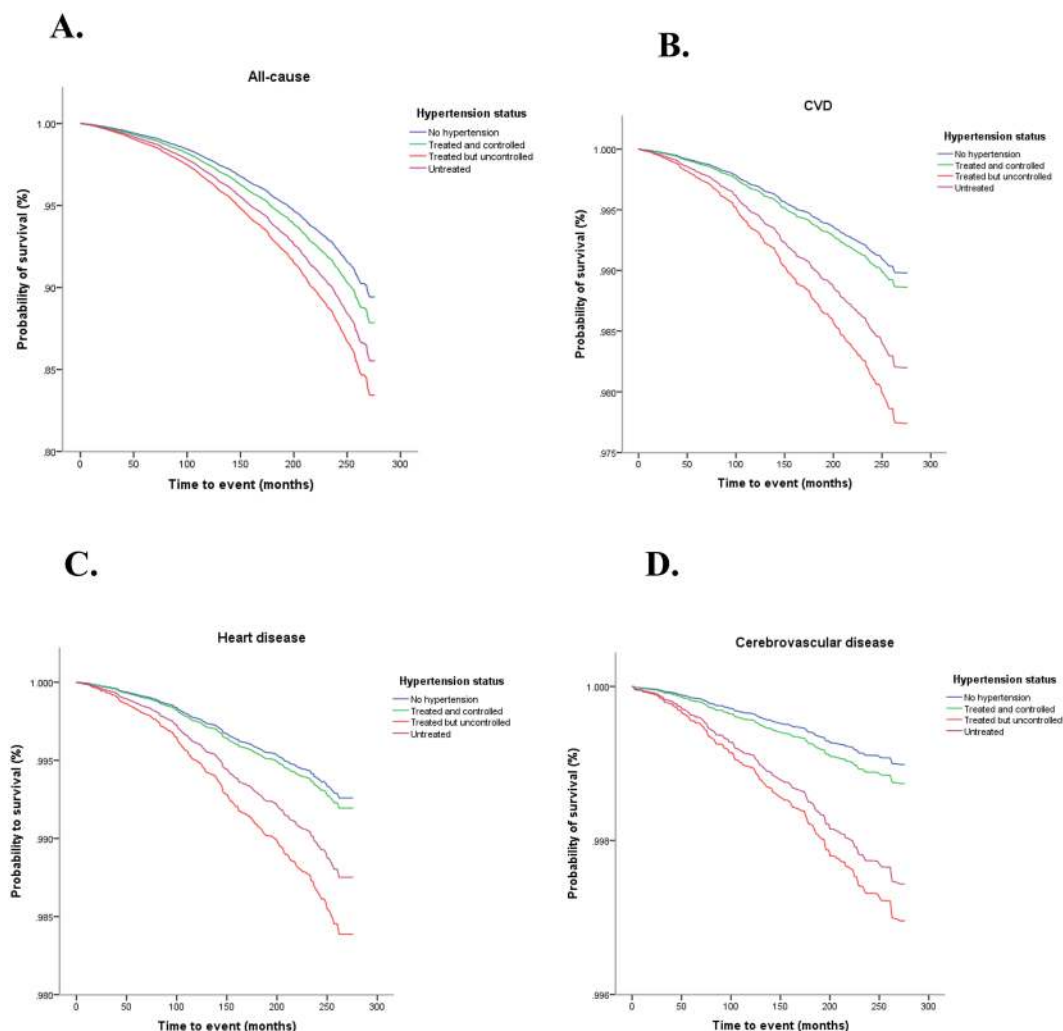 A.
All-cause
Probability of survival (%)
1.00
.95
.90
.85
.80
0 50 100 150 200 250 300
Time to event (months)
Hypertension status
No hypertension
Treated and controlled
Treated but uncontrolled
Untreated
B.
CVD
Probability of survival (%)
1.000
.995
.990
.985
.980
.975
0 50 100 150 200 250 300
Time to event (months)
Hypertension status
No hypertension
Treated and controlled
Treated but uncontrolled
Untreated
C.
Heart disease
Probability to survival (%)
1.000
.995
.990
.985
.980
0 50 100 150 200 250 300
Time to event (months)
Hypertension status
No hypertension
Treated and controlled
Treated but uncontrolled
Untreated
D.
Cerebrovascular disease
Probability of survival (%)
1.000
.998
.996
0 50 100 150 200 250 300
Time to event (months)
Hypertension status
No hypertension
Treated and controlled
Treated but uncontrolled
Untreated